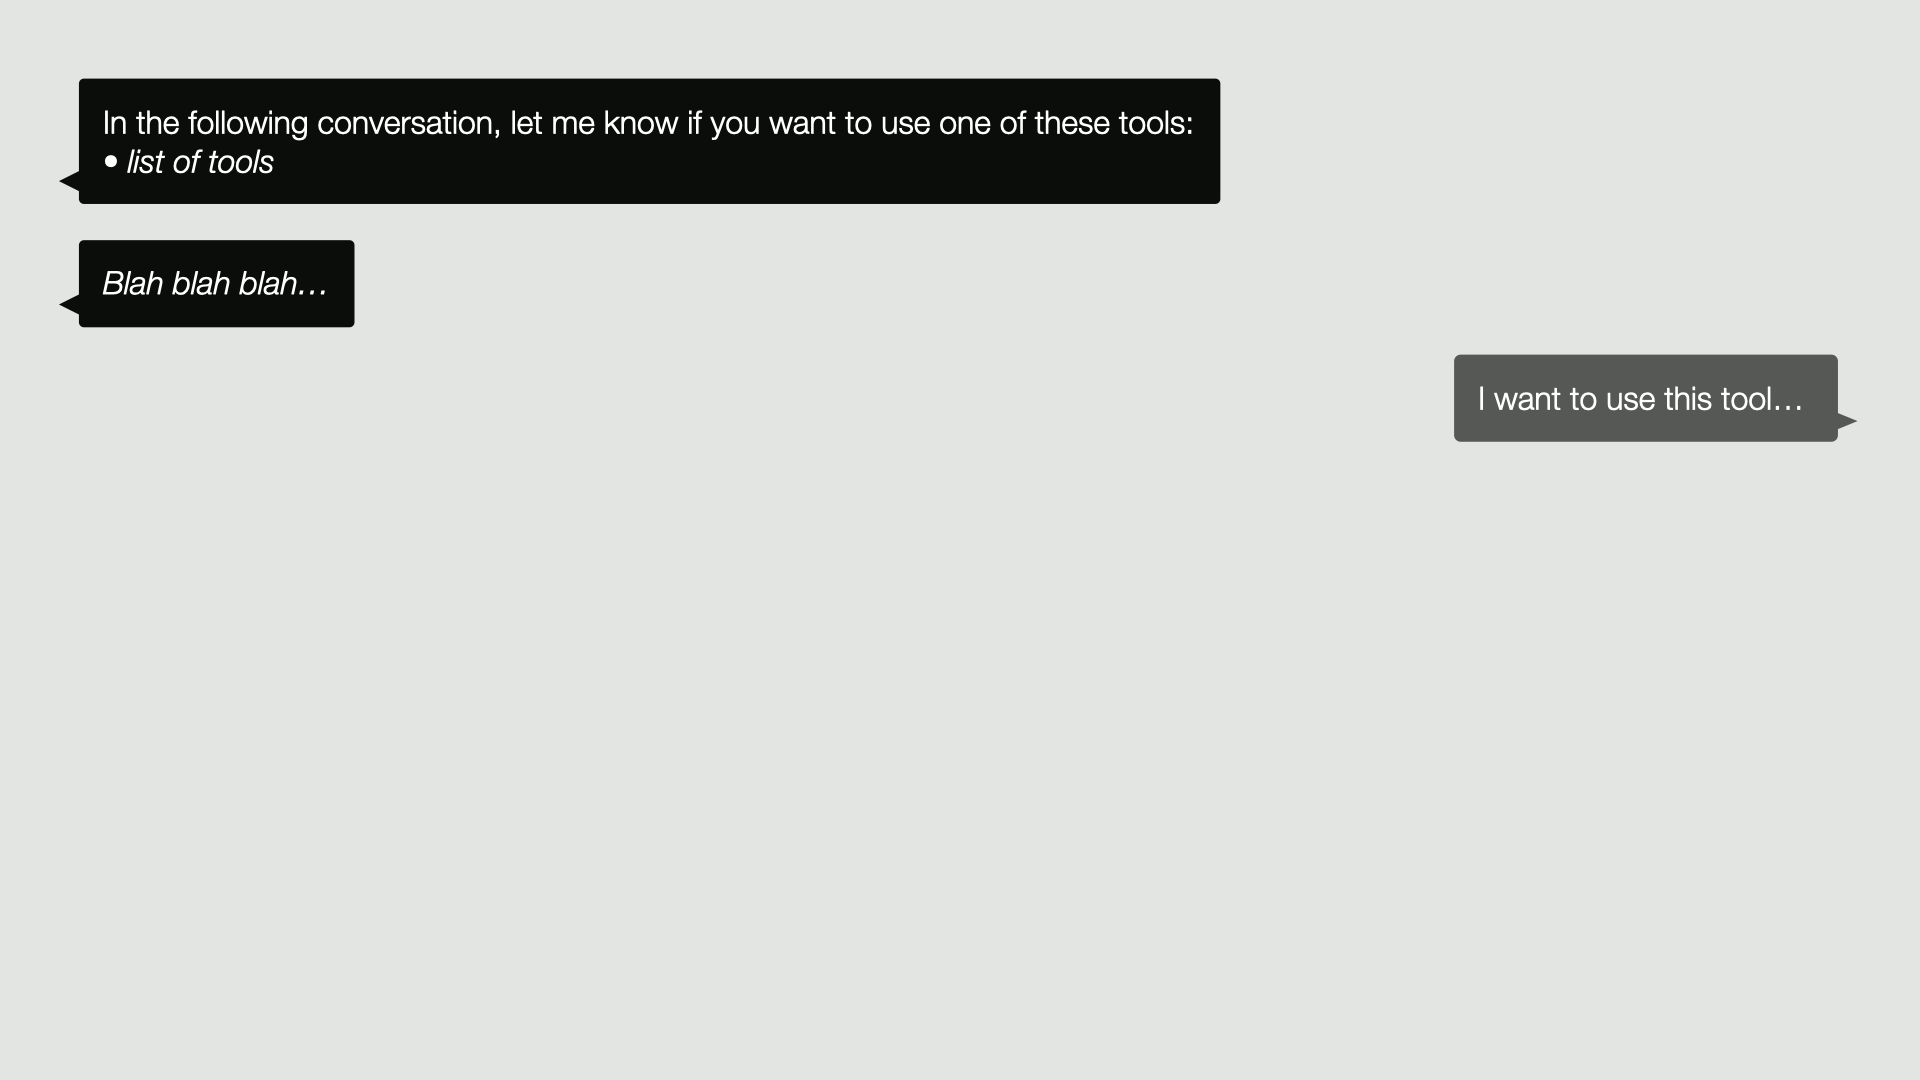 In the following conversation, let me know if you want to use one of these tools:
• list of tools
Blah blah blah…
I want to use this tool…